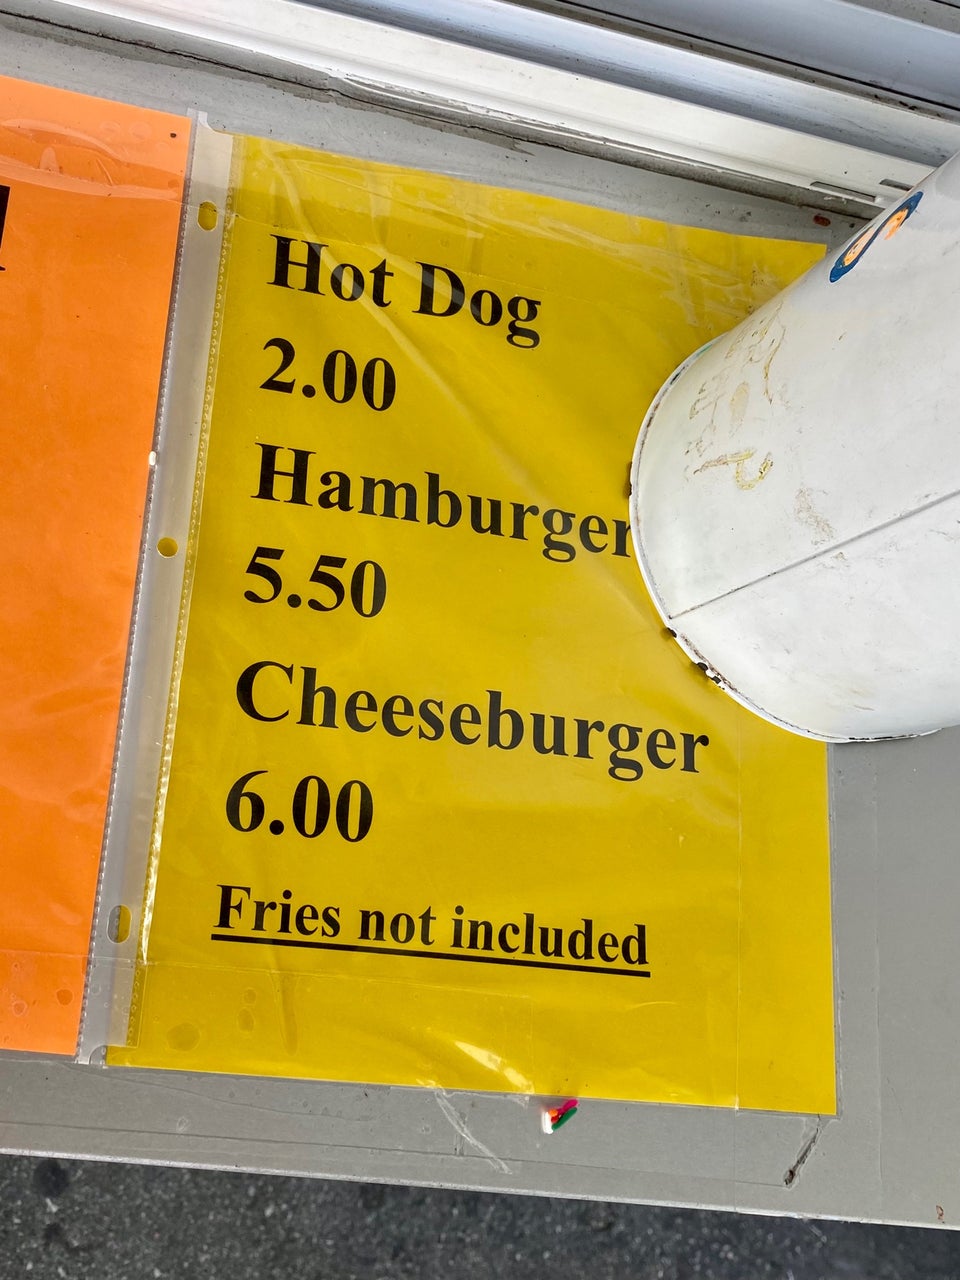 Hot Dog
2.00
Hamburger
5.50
Cheeseburger
6.00
Fries not included